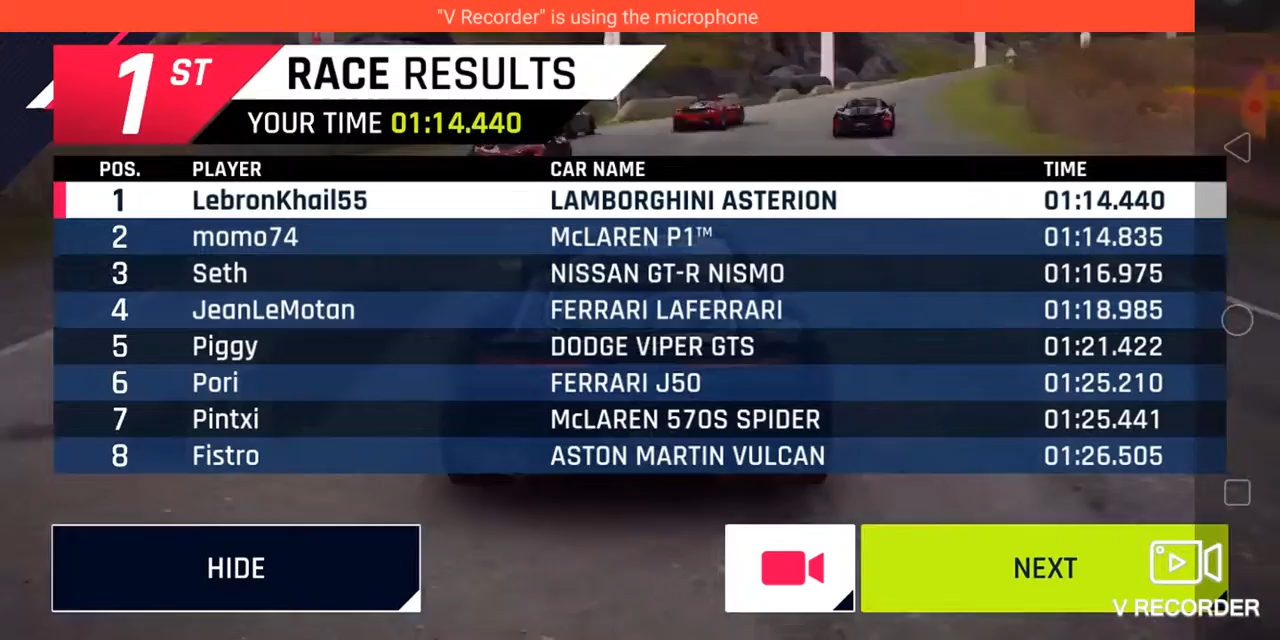 "V Recorder" is using the microphone
1ST RACE RESULTS
YOUR TIME 01:14.440
POS. PLAYER CAR NAME TIME
1 LebronKhail55 LAMBORGHINI ASTERION 01:14.440
2 momo74 McLAREN P1™ 01:14.835
3 Seth NISSAN GT-R NISMO 01:16.975
4 JeanLeMotan FERRARI LAFERRARI 01:18.985
5 Piggy DODGE VIPER GTS 01:21.422
6 Pori FERRARI J50 01:25.210
7 Pintxi McLAREN 570S SPIDER 01:25.441
8 Fistro ASTON MARTIN VULCAN 01:26.505
HIDE NEXT
V RECORDER